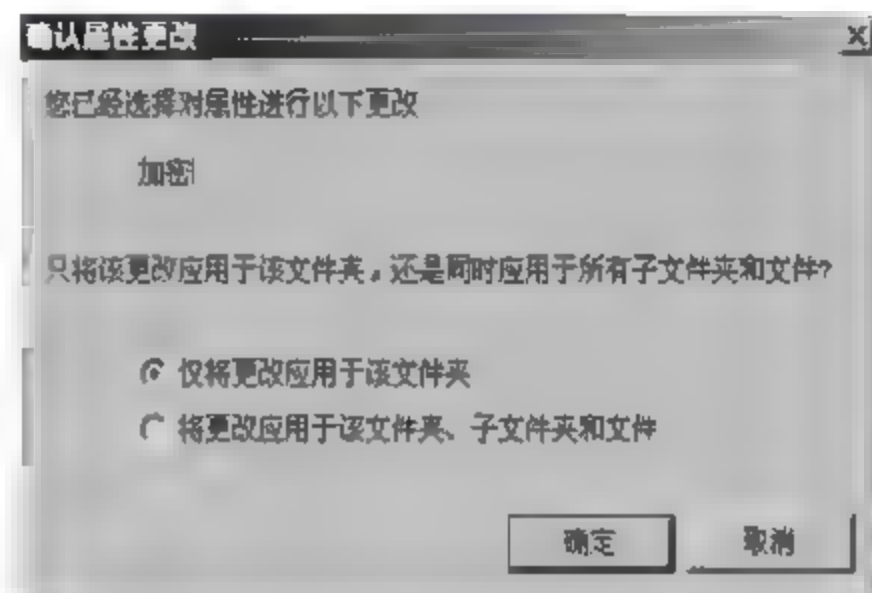 确认属性更改
您已经选择对属性进行以下更改
加密
只将该更改应用于该文件夹，还是同时应用于所有子文件夹和文件?
仅将更改应用于该文件夹
将更改应用于该文件夹、子文件夹和文件
确定 取消